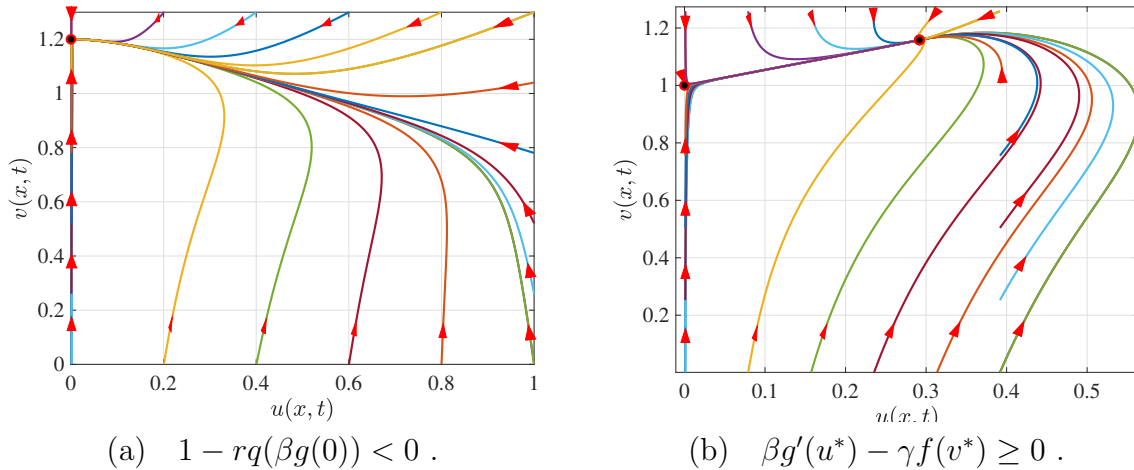 1.2
1
0.8
0.6
0.4
0.2
0
v(x, t)
0 0.2 0.4 0.6 0.8 1
u(x, t)
(a) 1 − rq(βg(0)) < 0 .
1.2
1
0.8
0.6
0.4
0.2
v(x, t)
0 0.1 0.2 0.3 0.4 0.5
u(x, t)
(b) βg′(u*) − γf(v*) ≥ 0 .